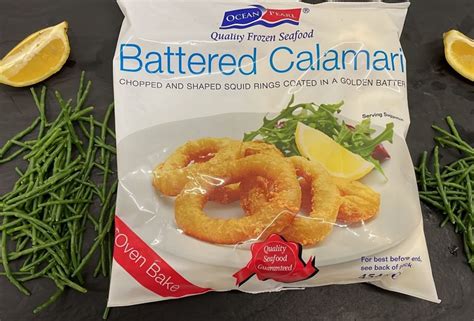 OCEAN PEARL
Quality Frozen Seafood
Battered Calamari
CHOPPED AND SHAPED SQUID RINGS COATED IN A GOLDEN BATTER
Serving Suggestion
Oven Bake
Quality
Seafood
Guaranteed
For best before end,
see back of pack
454g e